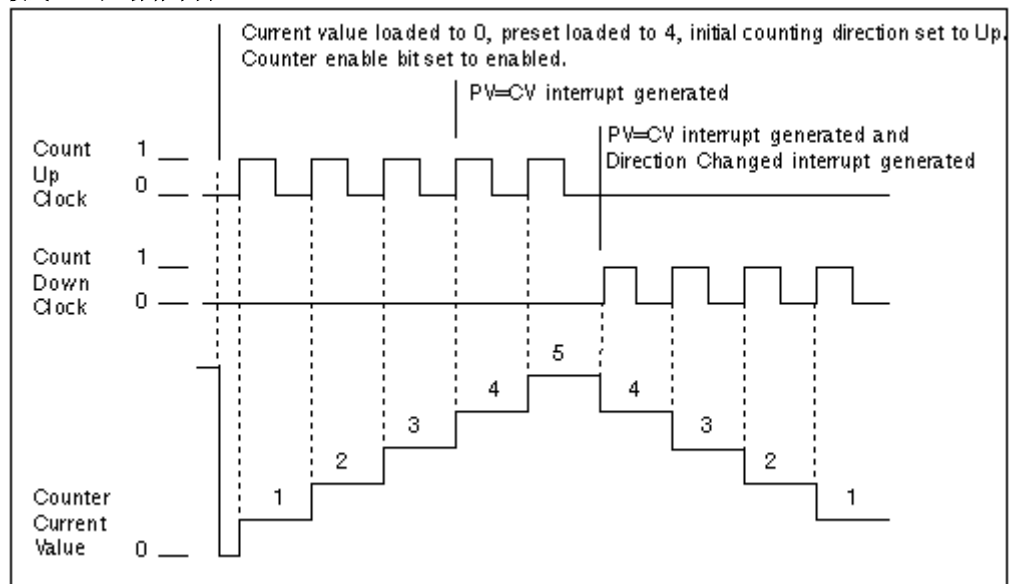 Current value loaded to 0, preset loaded to 4, initial counting direction set to Up.
Counter enable bit set to enabled.
PV=CV interrupt generated
PV=CV interrupt generated and
Direction Changed interrupt generated
Count 1
Up
Clock 0
Count 1
Down
Clock 0
5
4 4
3 3
2 2
1 1
Counter
Current
Value 0